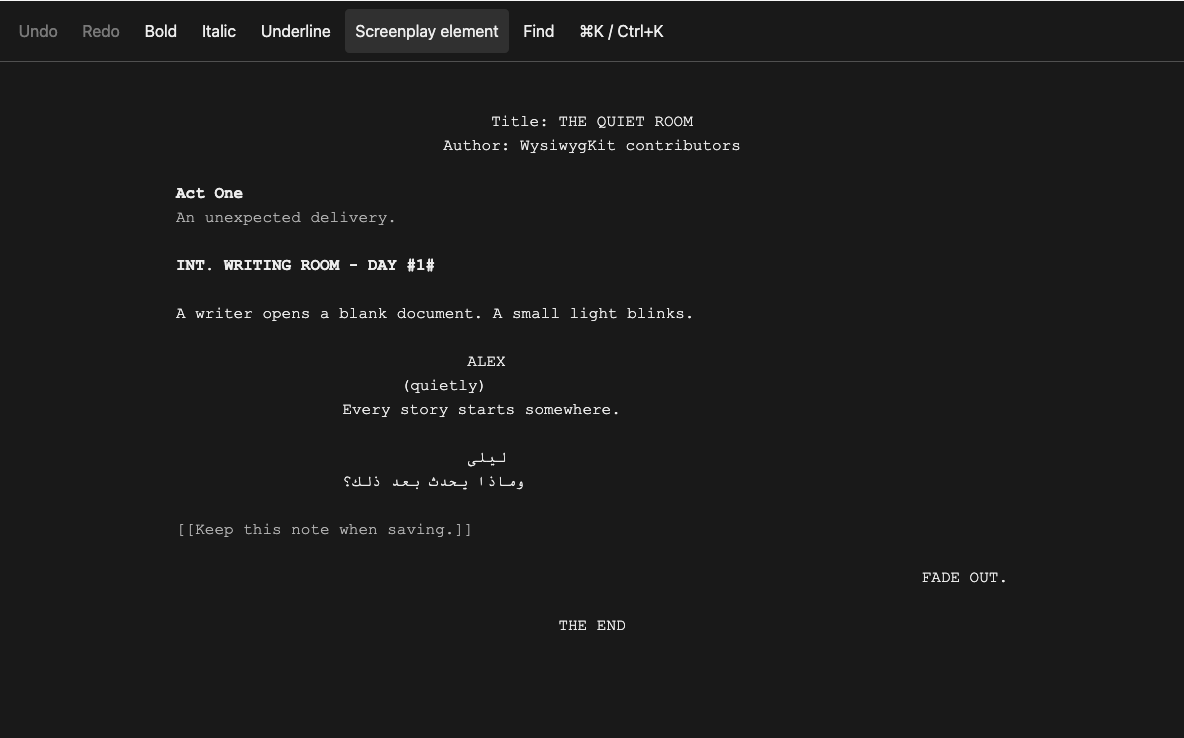 Undo Redo Bold Italic Underline Screenplay element Find ⌘K / Ctrl+K
Title: THE QUIET ROOM
Author: WysiwygKit contributors
Act One
An unexpected delivery.
INT. WRITING ROOM - DAY #1#
A writer opens a blank document. A small light blinks.
ALEX
(quietly)
Every story starts somewhere.
ليلى
وماذا يحدث بعد ذلك؟
[[Keep this note when saving.]]
FADE OUT.
THE END